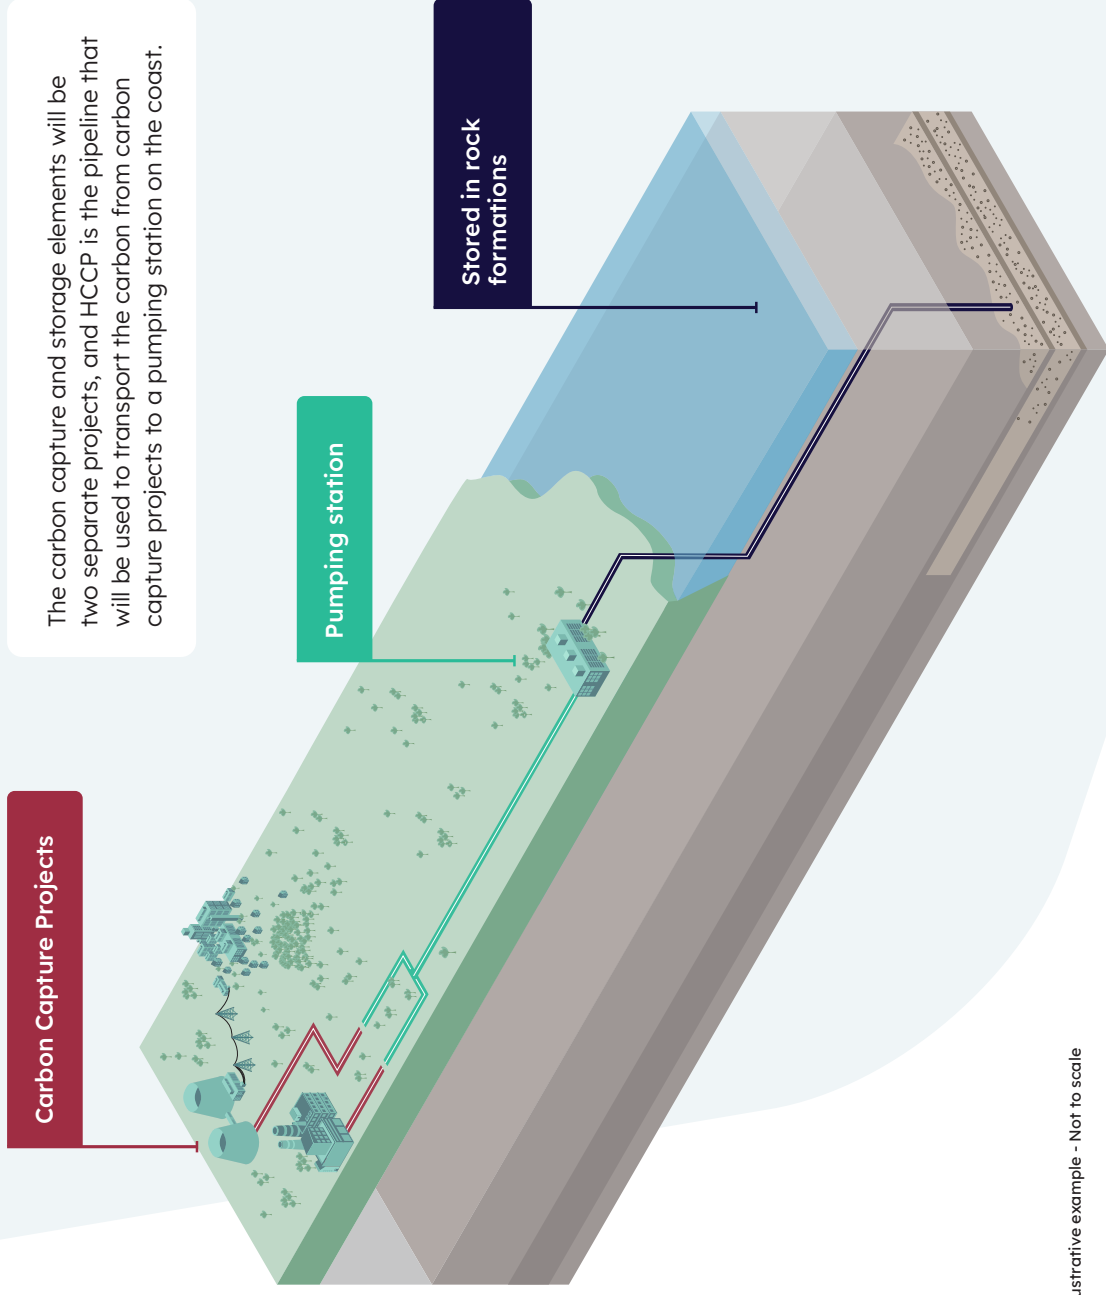 The carbon capture and storage elements will be
two separate projects, and HCCP is the pipeline that
will be used to transport the carbon from carbon
capture projects to a pumping station on the coast.
Carbon Capture Projects
Pumping station
Stored in rock
formations
example - Not to scale